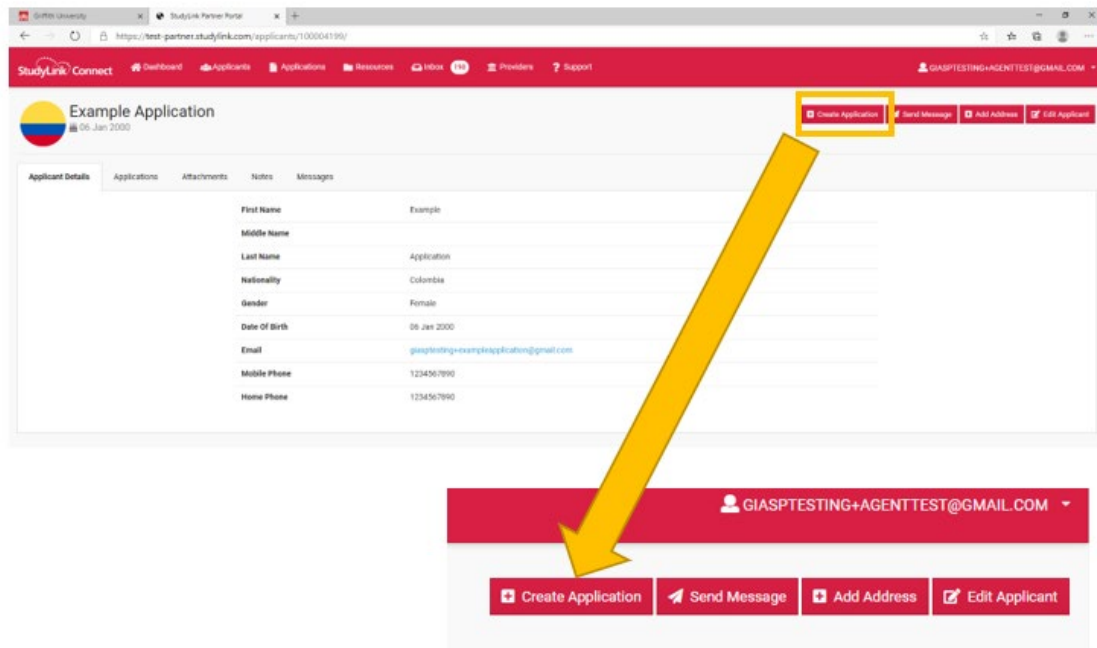 Griffith University
StudyLink Partner Portal
https://test-partner.studylink.com/applicants/100004199/
StudyLink Connect Dashboard Applicants Applications Resources Inbox 190 Providers ? Support GIASPTESTING+AGENTTEST@GMAIL.COM
Example Application
06 Jan 2000
Create Application Send Message Add Address Edit Applicant
Applicant Details Applications Attachments Notes Messages
First Name Example
Middle Name
Last Name Application
Nationality Colombia
Gender Female
Date Of Birth 06 Jan 2000
Email giasptesting+exampleapplication@gmail.com
Mobile Phone 1234567890
Home Phone 1234567890
GIASPTESTING+AGENTTEST@GMAIL.COM
Create Application Send Message Add Address Edit Applicant